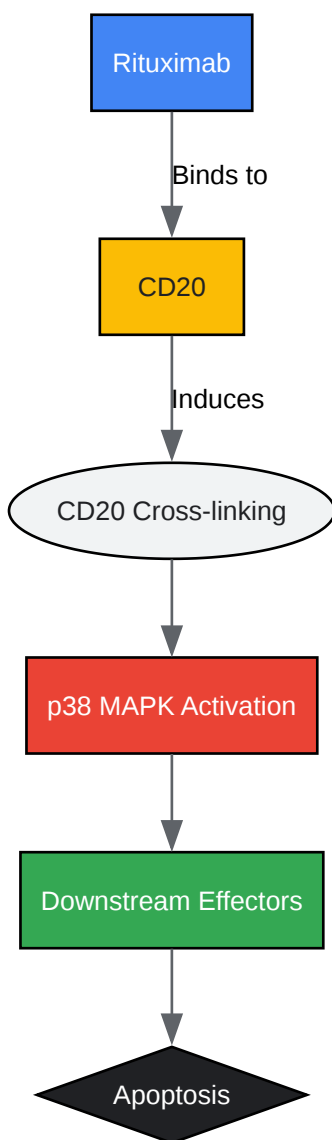 Rituximab
Binds to
CD20
Induces
CD20 Cross-linking
p38 MAPK Activation
Downstream Effectors
Apoptosis